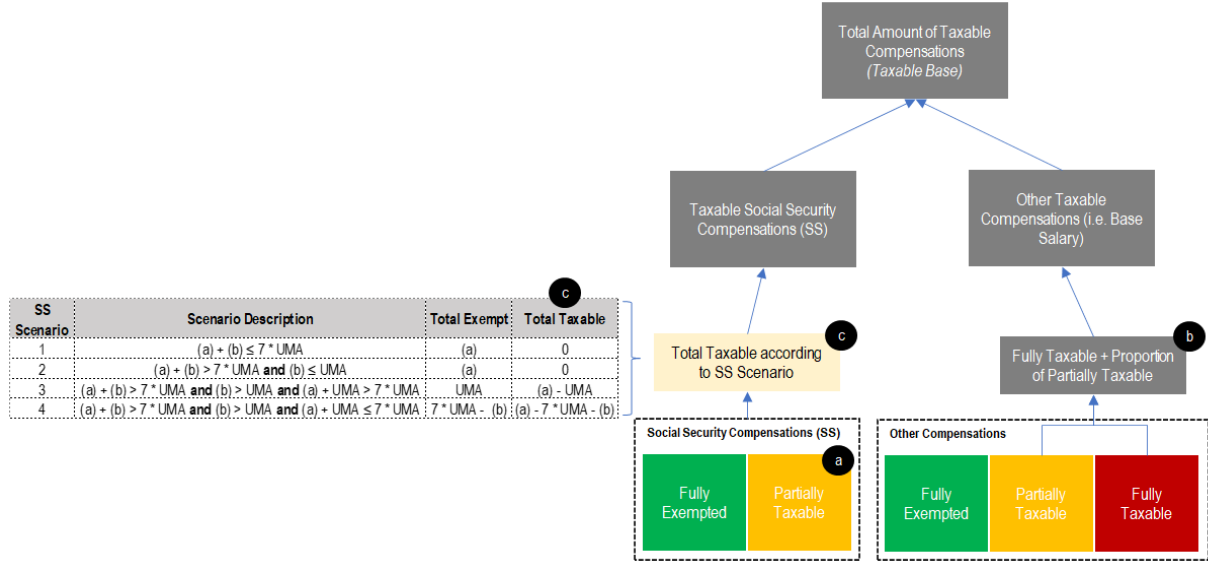 Total Amount of Taxable
Compensations
(Taxable Base)
Taxable Social Security
Compensations (SS)
Other Taxable
Compensations (i.e. Base
Salary)
c
SS
Scenario
Scenario Description
Total Exempt
Total Taxable
1
(a) + (b) ≤ 7 * UMA
(a)
0
2
(a) + (b) > 7 * UMA and (b) ≤ UMA
(a)
0
3
(a) + (b) > 7 * UMA and (b) > UMA and (a) + UMA > 7 * UMA
UMA
(a) - UMA
4
(a) + (b) > 7 * UMA and (b) > UMA and (a) + UMA ≤ 7 * UMA
7 * UMA - (b)
(a) - 7 * UMA - (b)
c
Total Taxable according
to SS Scenario
b
Fully Taxable + Proportion
of Partially Taxable
Social Security Compensations (SS)
a
Fully
Exempted
Partially
Taxable
Other Compensations
Fully
Exempted
Partially
Taxable
Fully
Taxable